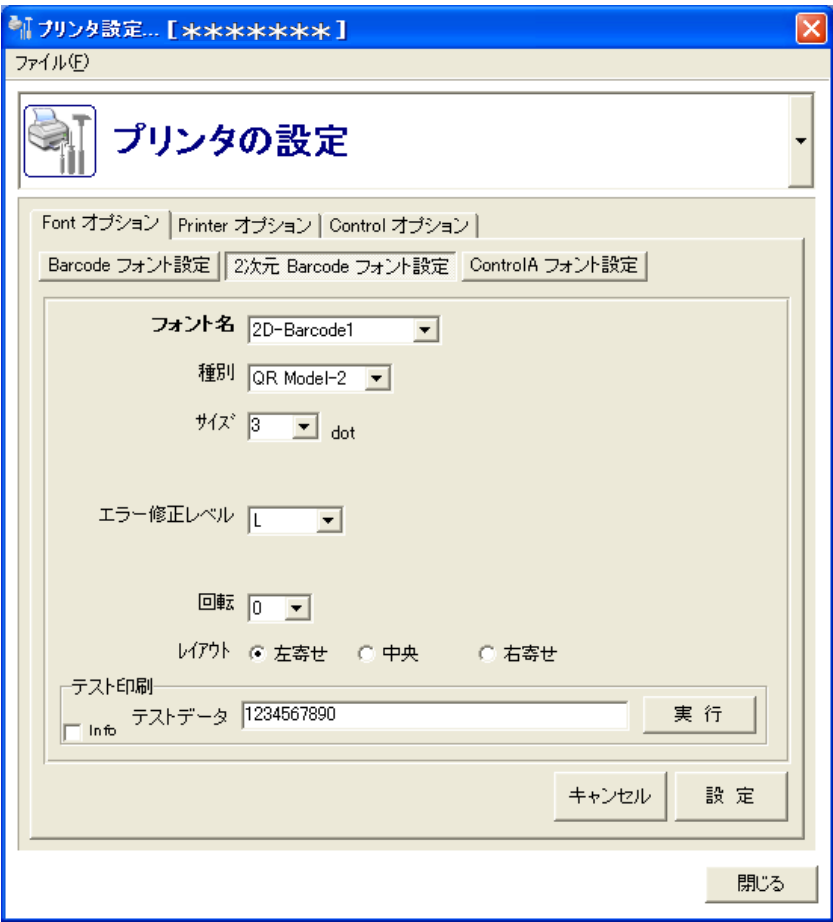 プリンタ設定... [*******]
ファイル(F)
プリンタの設定
Font オプション Printer オプション Control オプション
Barcode フォント設定 2次元 Barcode フォント設定 ControlA フォント設定
フォント名 2D-Barcode1
種別 QR Model-2
サイズ 3 dot
エラー修正レベル L
回転 0
レイアウト 左寄せ 中央 右寄せ
テスト印刷
Info テストデータ 1234567890 実 行
キャンセル 設 定
閉じる